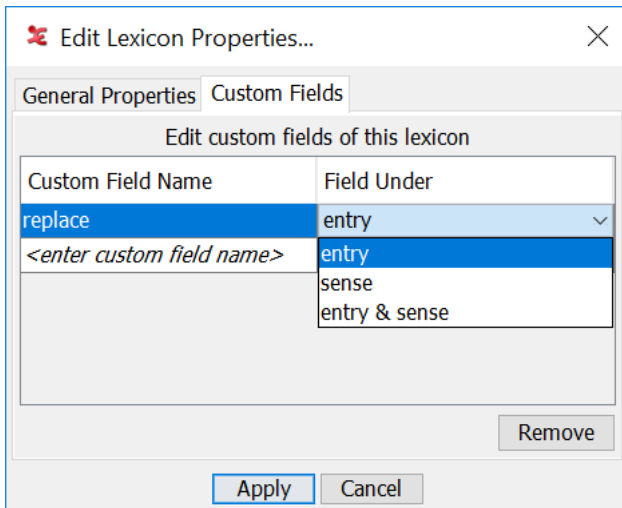 Edit Lexicon Properties...
General Properties Custom Fields
Edit custom fields of this lexicon
Custom Field Name Field Under
replace entry
<enter custom field name> entry
sense
entry & sense
Remove
Apply Cancel